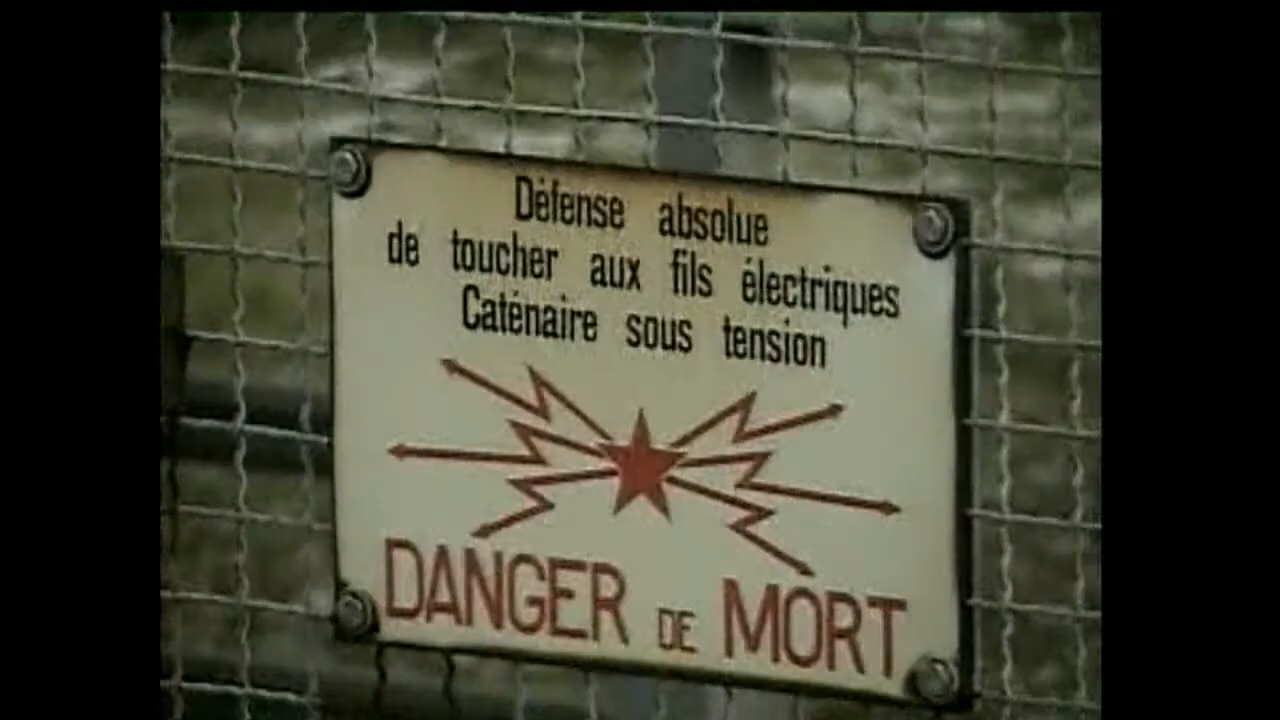 Défense absolue
de toucher aux fils électriques
Caténaire sous tension
DANGER DE MORT